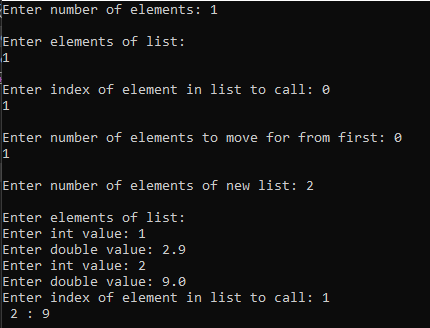 Enter number of elements: 1
Enter elements of list:
1
Enter index of element in list to call: 0
1
Enter number of elements to move for from first: 0
1
Enter number of elements of new list: 2
Enter elements of list:
Enter int value: 1
Enter double value: 2.9
Enter int value: 2
Enter double value: 9.0
Enter index of element in list to call: 1
2 : 9